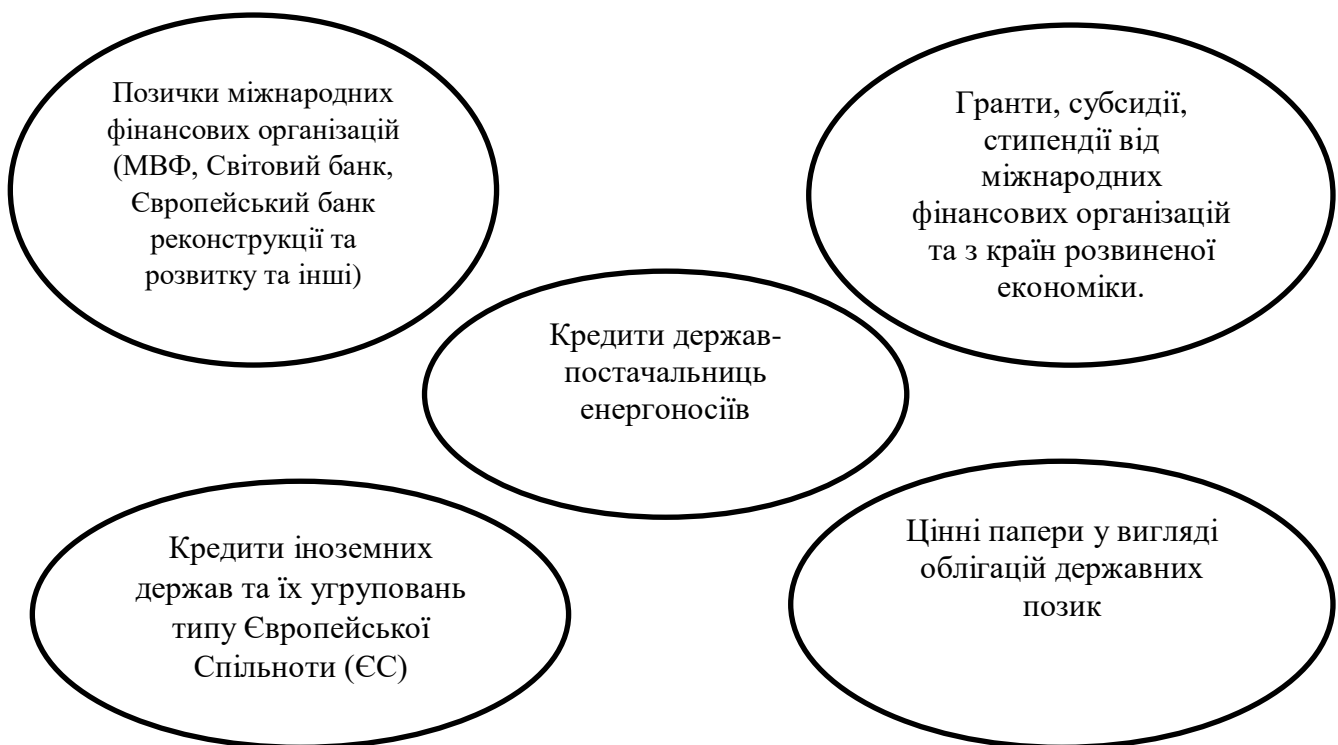 Позички міжнародних
фінансових організацій
(МВФ, Світовий банк,
Європейський банк
реконструкції та
розвитку та інші)
Гранти, субсидії,
стипендії від
міжнародних
фінансових організацій
та з країн розвиненої
економіки.
Кредити держав-
постачальниць
енергоносіїв
Кредити іноземних
держав та їх угруповань
типу Європейської
Спільноти (ЄС)
Цінні папери у вигляді
облігацій державних
позик